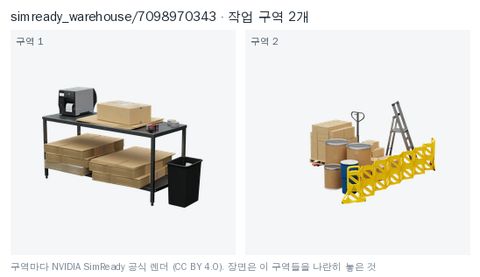 simready_warehouse/7098970343 · 작업 구역 2개
구역 1
구역 2
구역마다 NVIDIA SimReady 공식 렌더 (CC BY 4.0). 장면은 이 구역들을 나란히 놓은 것